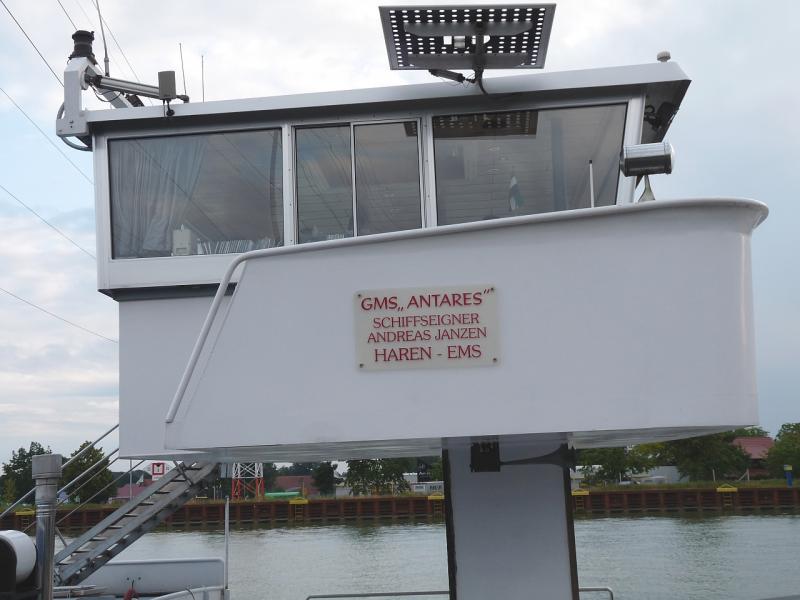 GMS„ANTARES"
SCHIFFSEIGNER
ANDREAS JANZEN
HAREN - EMS